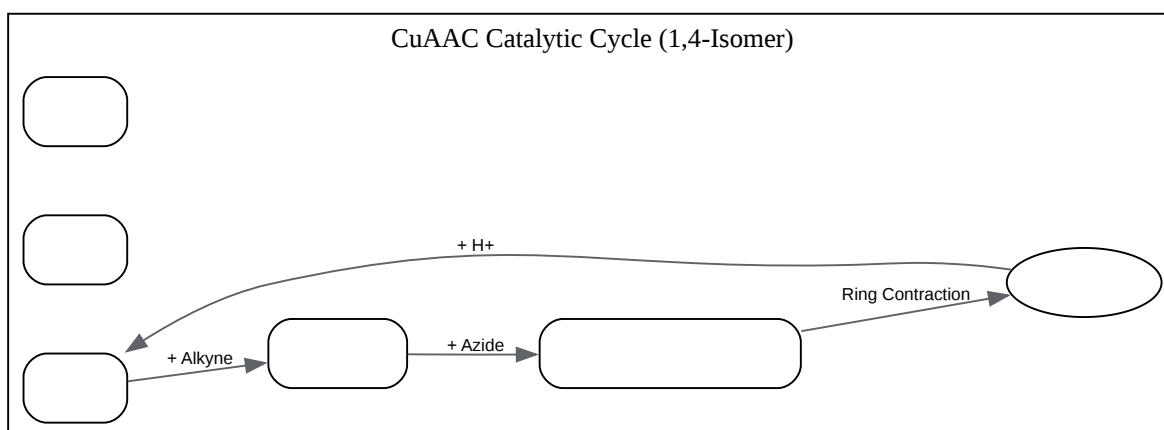 CuAAC Catalytic Cycle (1,4-Isomer)
+ H+
Ring Contraction
+ Alkyne
+ Azide